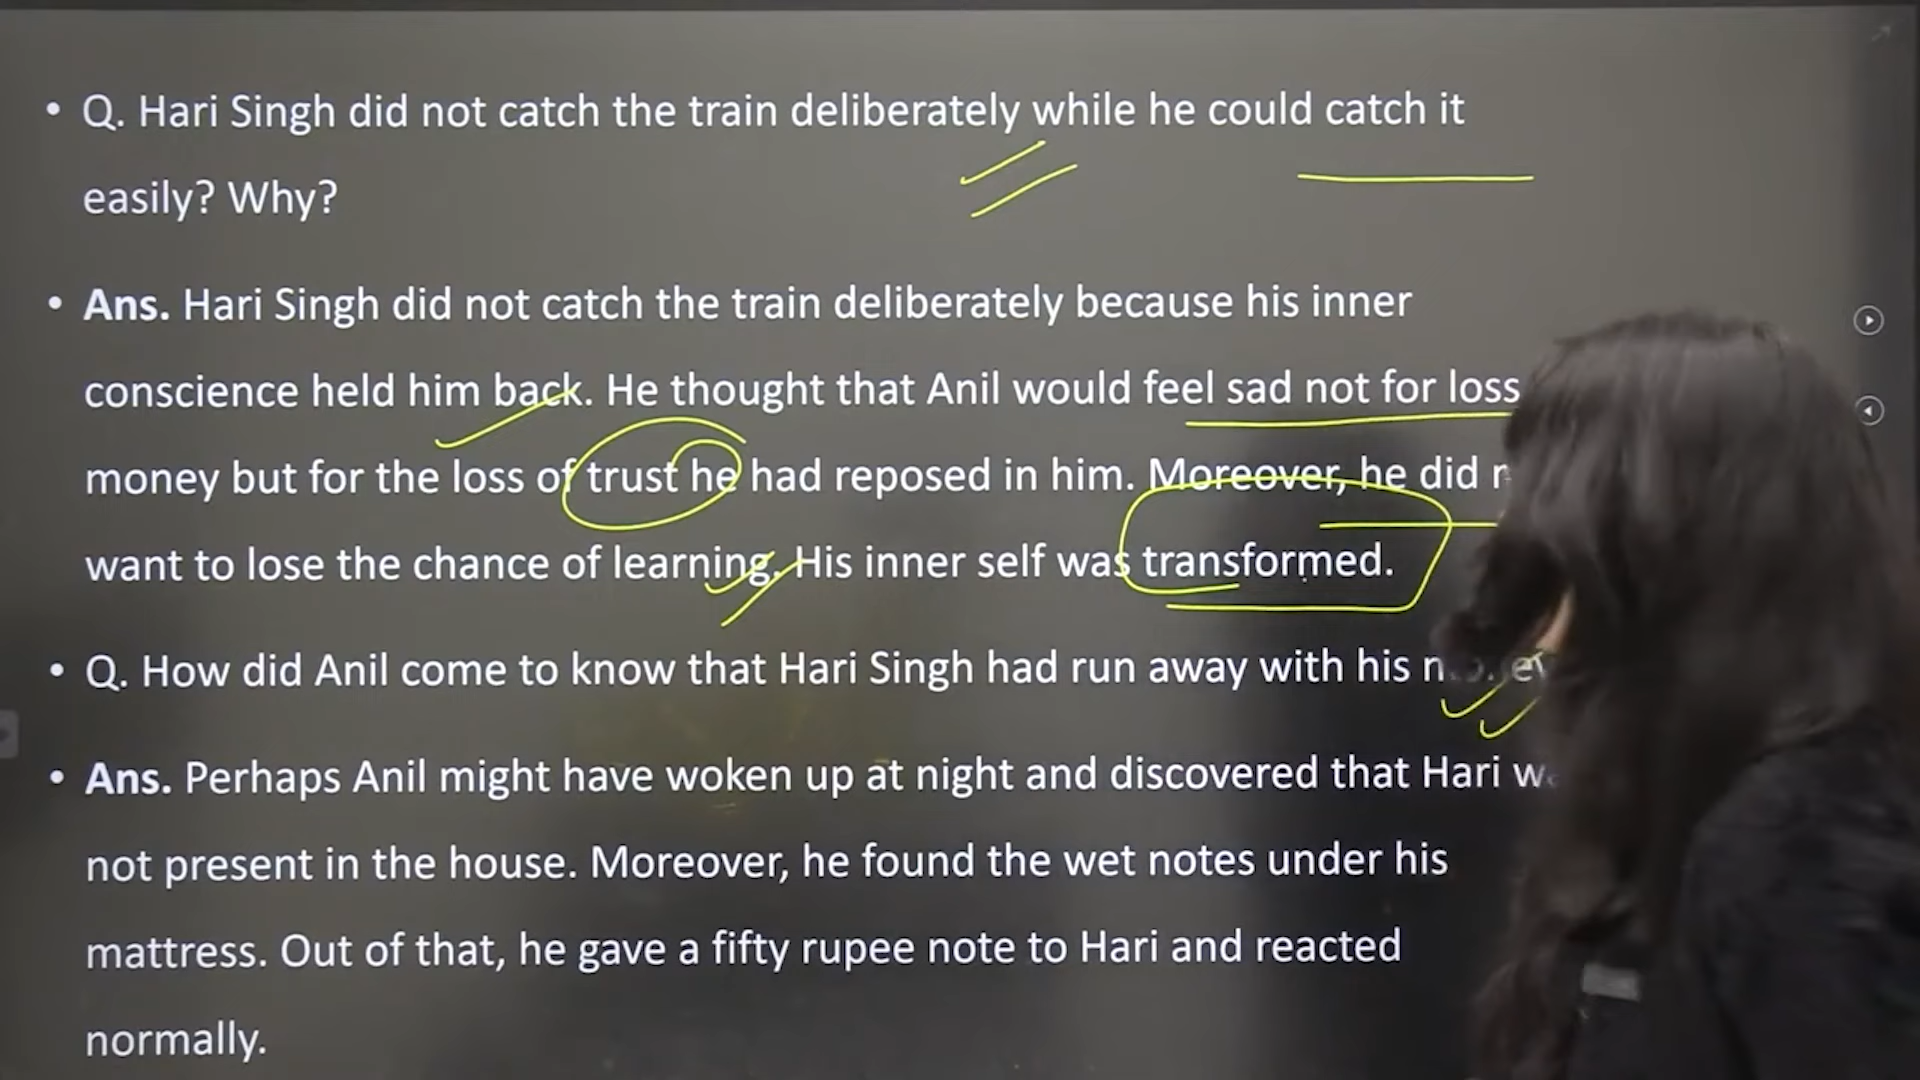 • Q. Hari Singh did not catch the train deliberately while he could catch it
easily? Why?
• Ans. Hari Singh did not catch the train deliberately because his inner
conscience held him back. He thought that Anil would feel sad not for loss
money but for the loss of trust he had reposed in him. Moreover, he did
want to lose the chance of learning. His inner self was transformed.
• Q. How did Anil come to know that Hari Singh had run away with his
• Ans. Perhaps Anil might have woken up at night and discovered that Hari
not present in the house. Moreover, he found the wet notes under his
mattress. Out of that, he gave a fifty rupee note to Hari and reacted
normally.